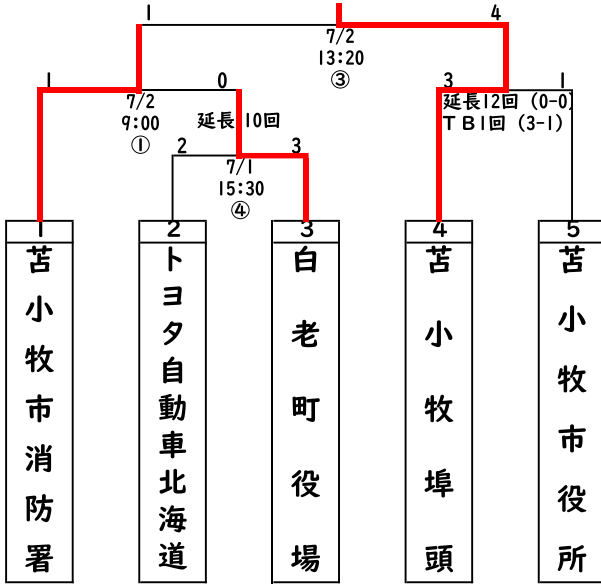 1 4
7/2
13:20
③
1 0
7/2
9:00
①
延長 10回
3 1
延長12回 (0-0)
TB1回 (3-1)
2 3
7/1
15:30
④
1
苫小牧市消防署
2
トヨタ自動車北海道
3
白老町役場
4
苫小牧埠頭
5
苫小牧市役所